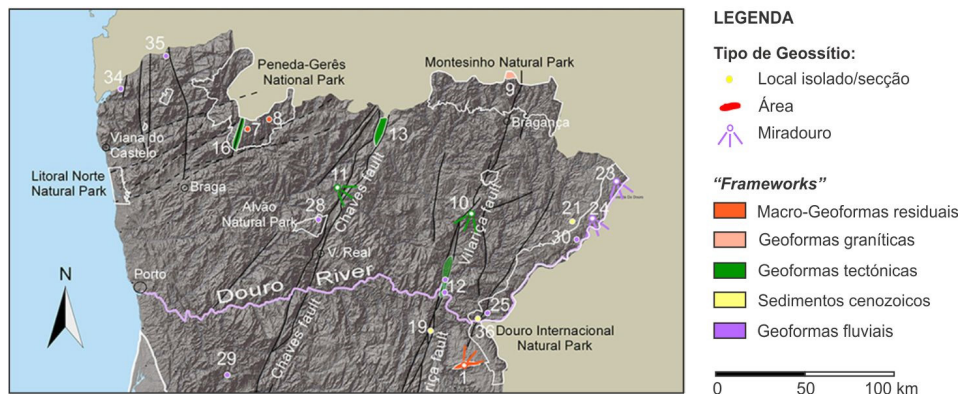 35
34
Peneda-Gerês
National Park
Montesinho Natural Park
9
7
8
16
13
Bragança
Viana do
Castelo
Litoral Norte
Natural Park
Braga
11
Chaves fault
28
Alvão
Natural Park
V. Real
10
Vilariça fault
23
21
24
30
Porto
Douro River
12
25
36
19
Douro Internacional
Natural Park
N
Chaves fault
riça fault
29
1
LEGENDA
Tipo de Geossítio:
Local isolado/secção
Área
Miradouro
“Frameworks”
Macro-Geoformas residuais
Geoformas graníticas
Geoformas tectónicas
Sedimentos cenozoicos
Geoformas fluviais
0 50 100 km